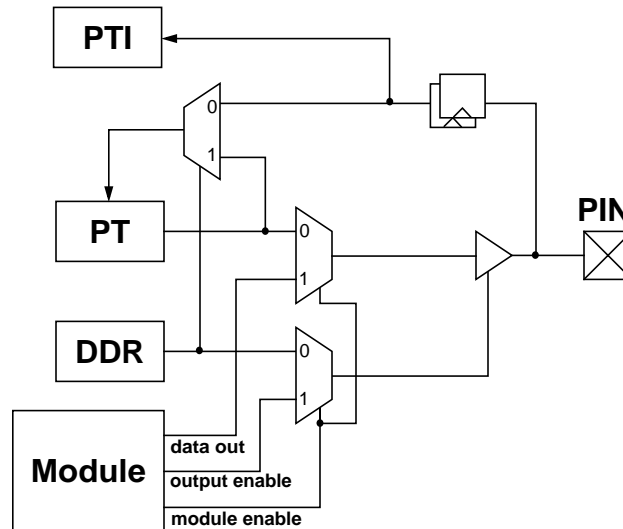 PTI
0
1
PT
PIN
0
1
DDR
0
1
Module
data out
output enable
module enable